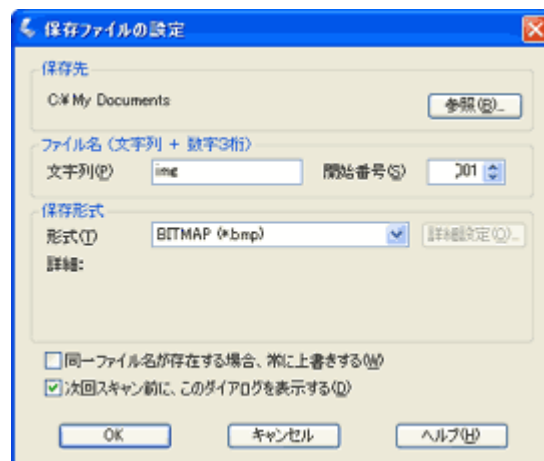 保存ファイルの設定
保存先
C:¥My Documents
参照(B)...
ファイル名 (文字列 + 数字3桁)
文字列(P) img 開始番号(S) 001
保存形式
形式(T) BITMAP (*.bmp) 詳細設定(O)...
詳細:
同一ファイル名が存在する場合、常に上書きする(W)
次回スキャン前に、このダイアログを表示する(D)
OK キャンセル ヘルプ(H)